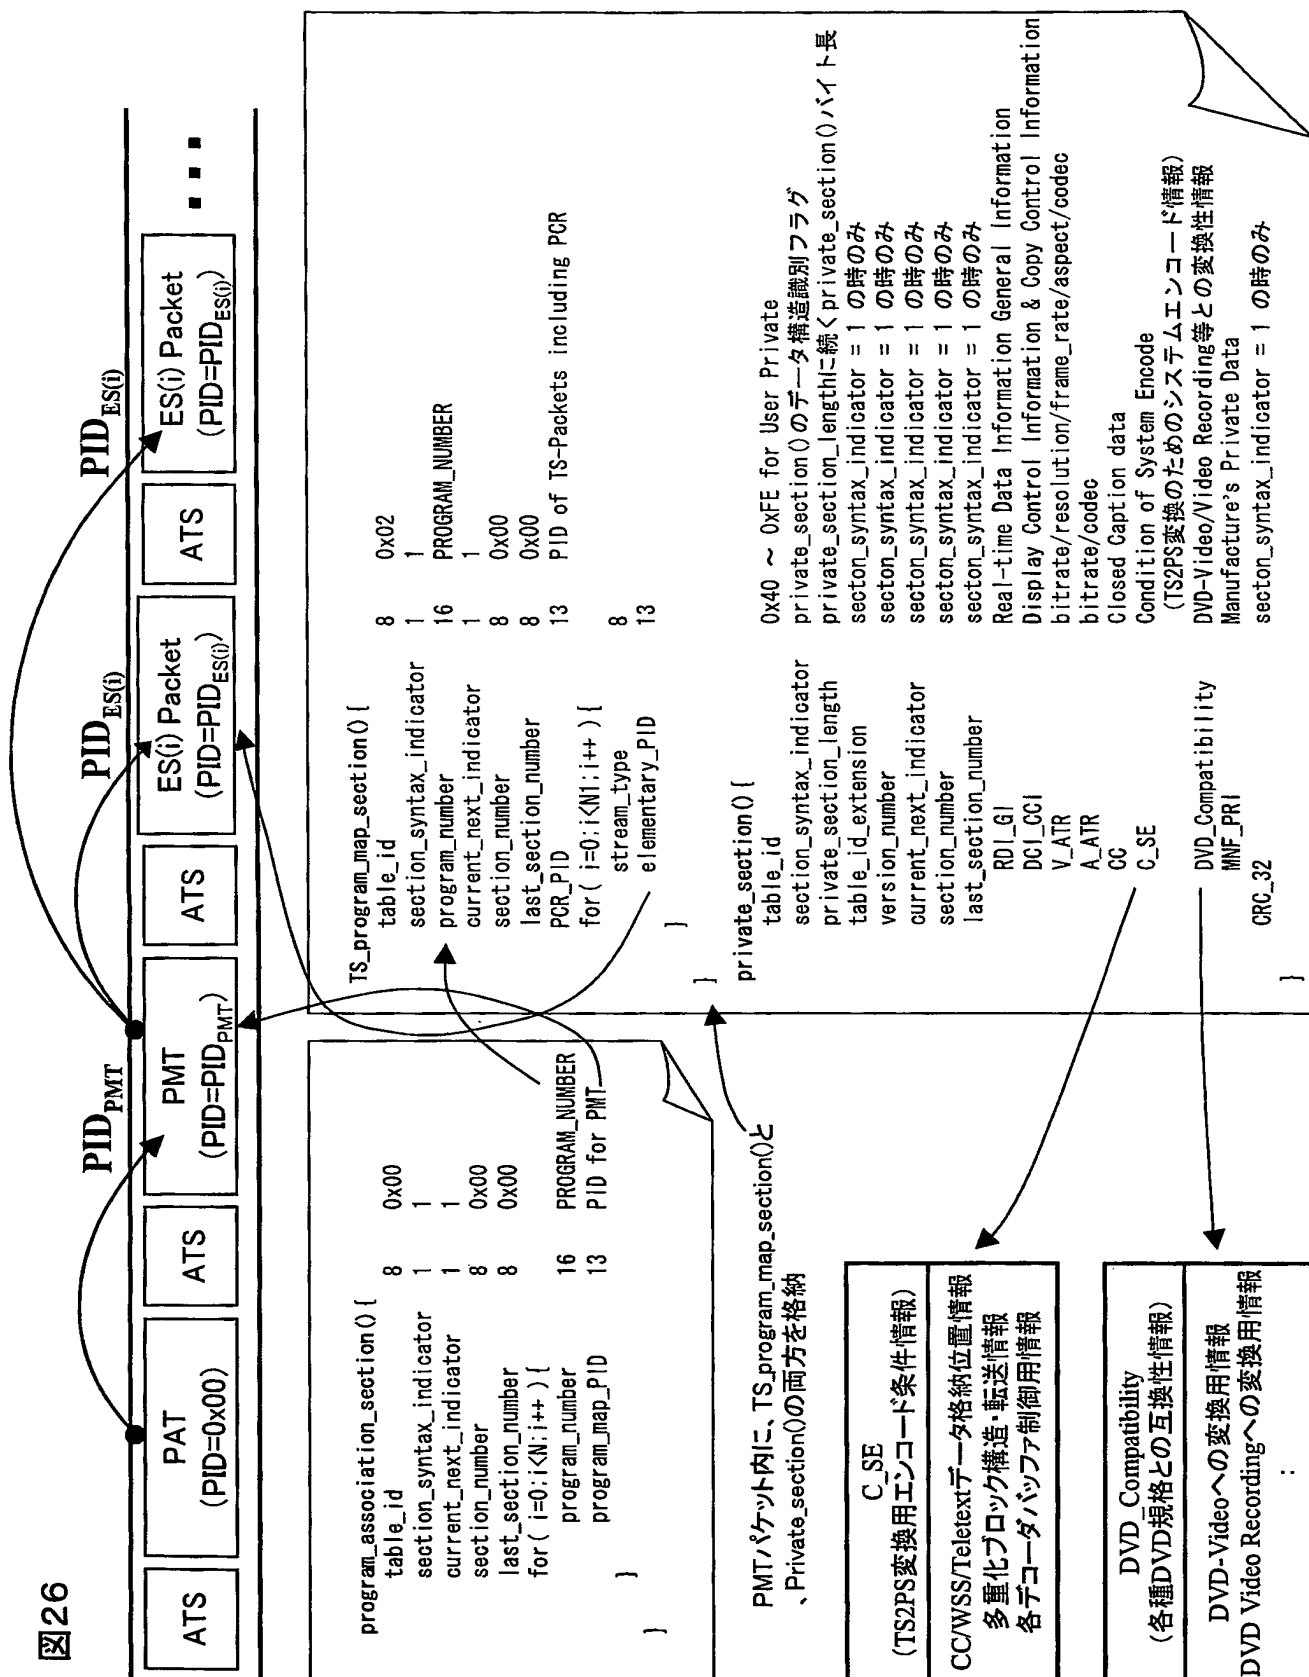 図26
ATS
PAT
(PID=0x00)
ATS
PID_PMT
PMT
(PID=PID_PMT)
ATS
PID_ES(i)
ES(i) Packet
(PID=PID_ES(i))
ATS
PID_ES(i)
ES(i) Packet
(PID=PID_ES(i))
program_association_section() {
table_id 8 0x00
section_syntax_indicator 1 1
current_next_indicator 1 1
section_number 8 0x00
last_section_number 8 0x00
for( i=0;i<N;i++ ) {
program_number 16 PROGRAM_NUMBER
program_map_PID 13 PID for PMT
}
PMTパケット内に、TS_program_map_section()と
、Private_section()の両方を格納
TS_program_map_section() {
table_id 8 0x02
section_syntax_indicator 1 1
program_number 16 PROGRAM_NUMBER
current_next_indicator 1 1
section_number 8 0x00
last_section_number 8 0x00
PCR_PID 13 PID of TS-Packets including PCR
for( i=0;i<N1;i++ ) {
stream_type 8
elementary_PID 13
}
}
private_section() {
table_id 0x40 ~ 0xFE for User Private
section_syntax_indicator private_section()のデータ構造識別フラグ
private_section_length private_section_lengthに続くprivate_section()バイト長
table_id_extension secton_syntax_indicator = 1 の時のみ
version_number secton_syntax_indicator = 1 の時のみ
current_next_indicator secton_syntax_indicator = 1 の時のみ
section_number secton_syntax_indicator = 1 の時のみ
last_section_number secton_syntax_indicator = 1 の時のみ
RDI_GI Real-time Data Information General Information
DCI_CCI Display Control Information & Copy Control Information
V_ATR bitrate/resolution/frame_rate/aspect/codec
A_ATR bitrate/codec
CC Closed Caption data
C_SE Condition of System Encode
(TS2PS変換のためのシステムエンコード情報)
DVD_Compatibility DVD-Video/Video Recording等との変換性情報
MNF_PRI Manufacture's Private Data
CRC_32 secton_syntax_indicator = 1 の時のみ
}
C_SE
(TS2PS変換用エンコード条件情報)
CC/WSS/Teletextデータ格納位置情報
多重化ブロック構造・転送情報
各デコーダバッファ制御用情報
DVD_Compatibility
(各種DVD規格との互換性情報)
DVD-Videoへの変換用情報
DVD Video Recordingへの変換用情報
: